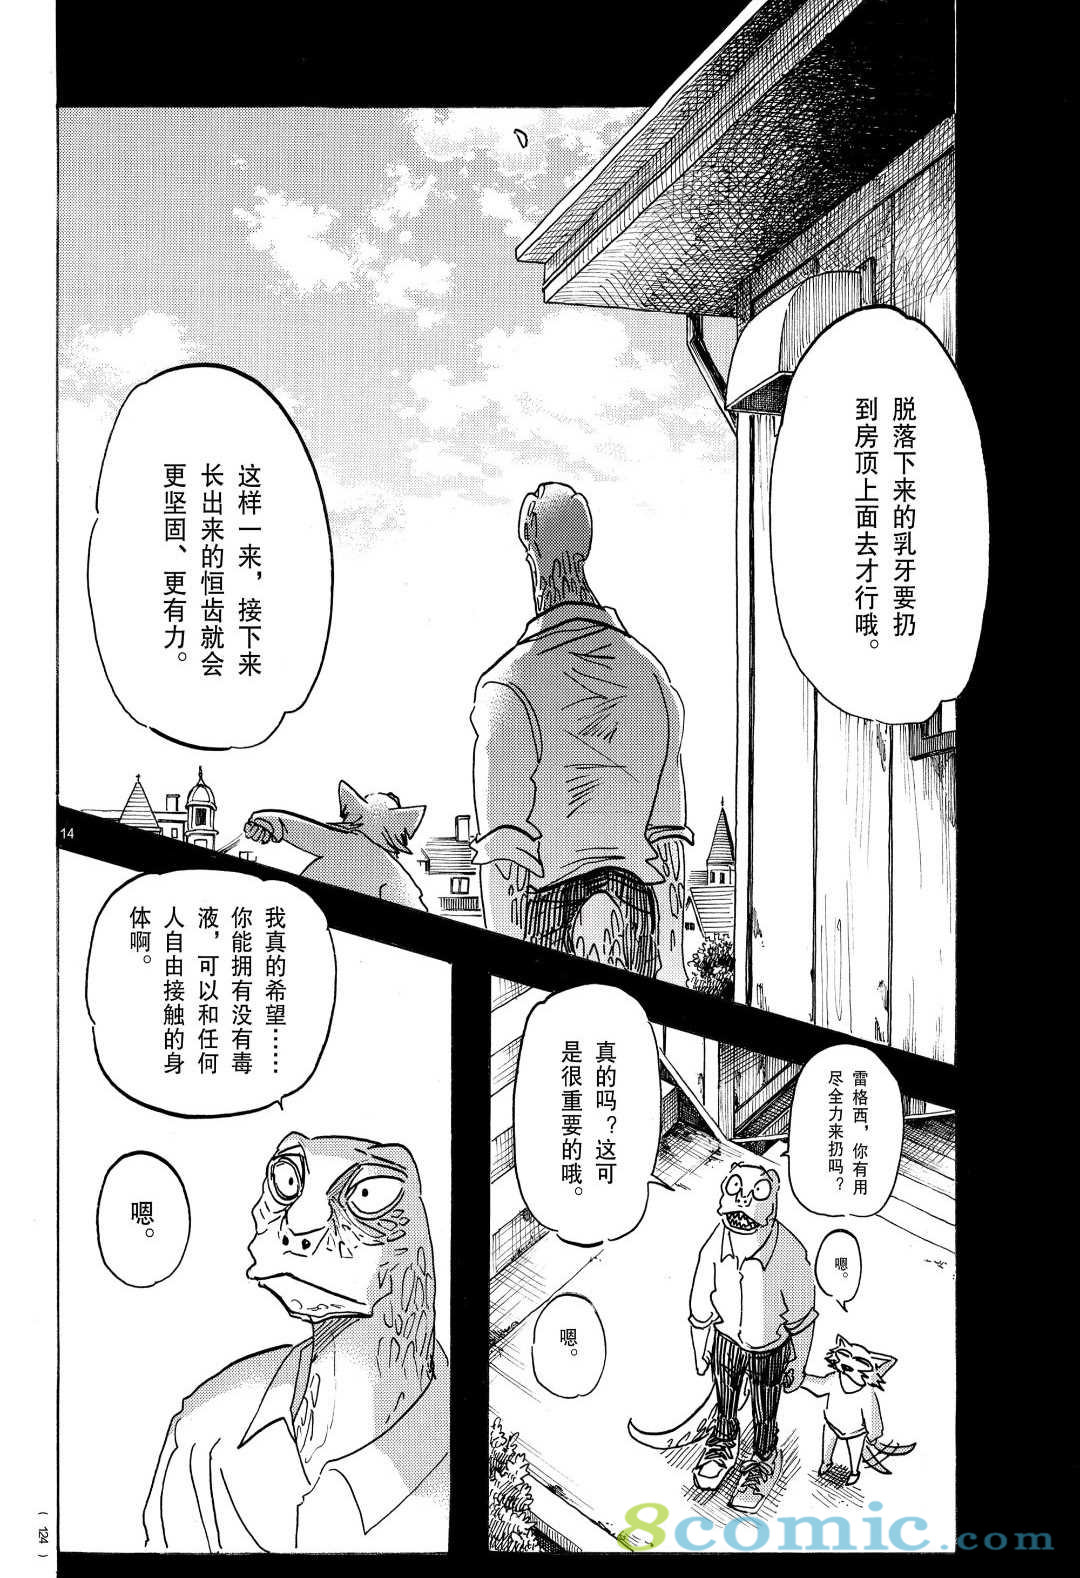 脱落下来的乳牙要扔
到房顶上面去才行哦。
这样一来，接下来
长出来的恒齿就会
更坚固、更有力。
14
雷格西，你有用
尽全力来扔吗？
嗯。
真的吗？这可
是很重要的哦。
嗯。
我真的希望……
你能拥有没有毒
液，可以和任何
人自由接触的身
体啊。
嗯。
( 124 )
8comic.com